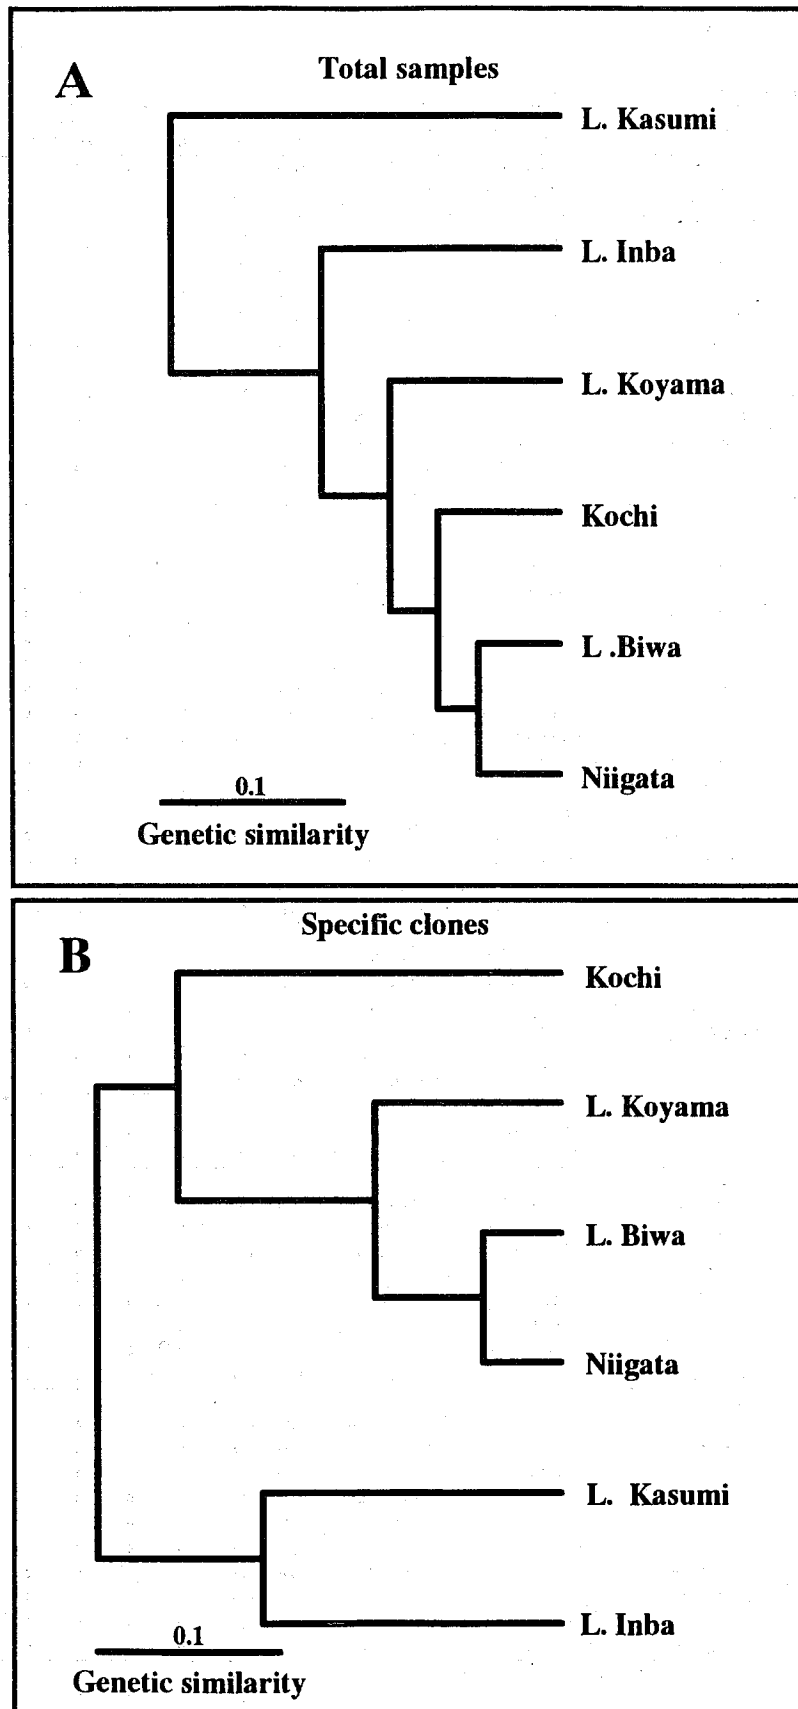 A
Total samples
L. Kasumi
L. Inba
L. Koyama
Kochi
L .Biwa
Niigata
0.1
Genetic similarity
Specific clones
B
Kochi
L. Koyama
L. Biwa
Niigata
L. Kasumi
L. Inba
0.1
Genetic similarity